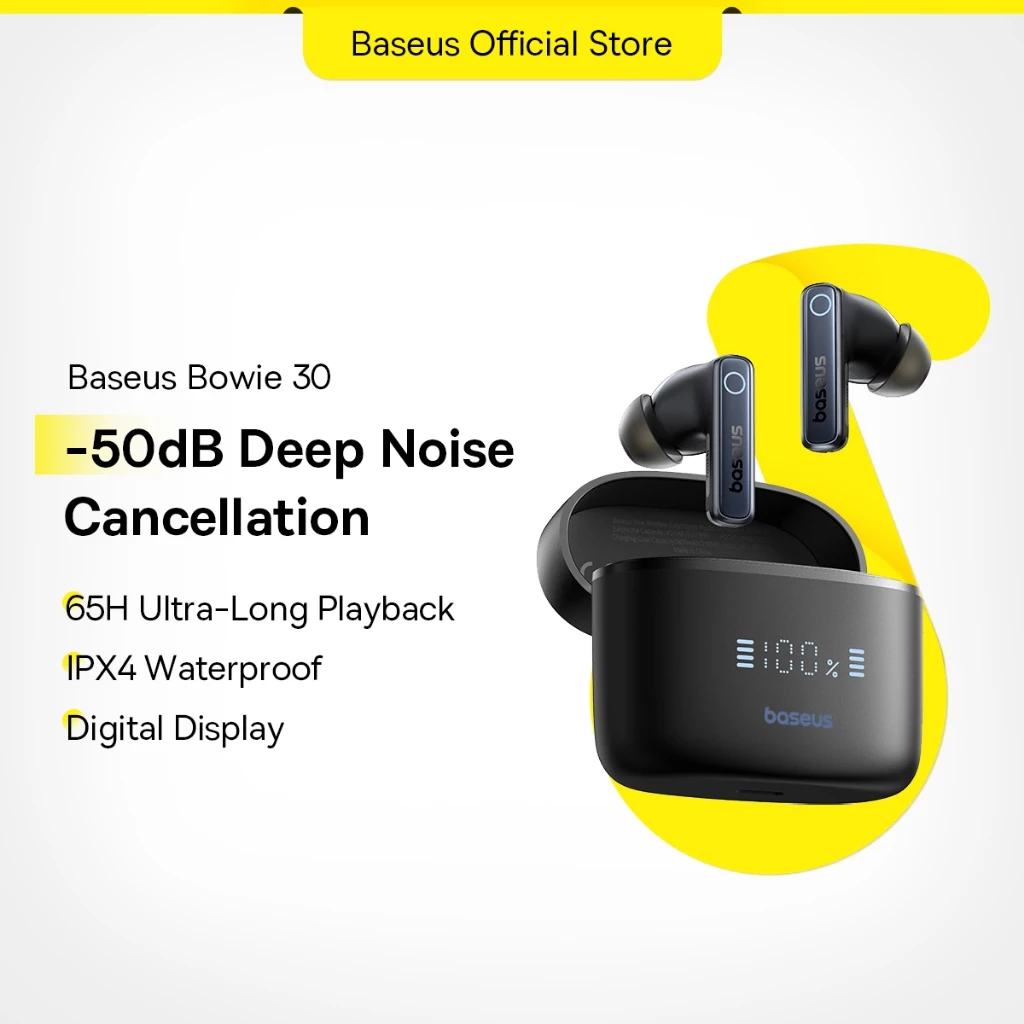 Baseus Official Store
Baseus Bowie 30
-50dB Deep Noise
Cancellation
65H Ultra-Long Playback
IPX4 Waterproof
Digital Display
baseus
baseus
100%
baseus